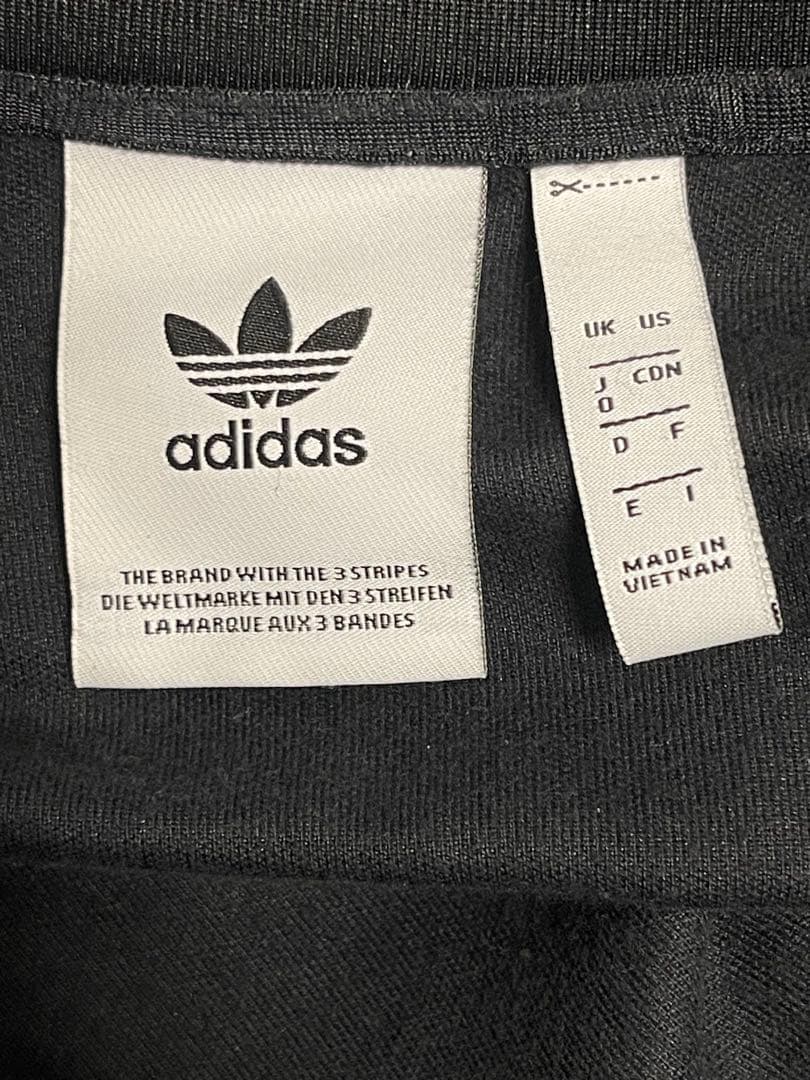 adidas
THE BRAND WITH THE 3 STRIPES
DIE WELTMARKE MIT DEN 3 STREIFEN
LA MARQUE AUX 3 BANDES
UK US
J CDN
O
D F
E I
MADE IN
VIETNAM